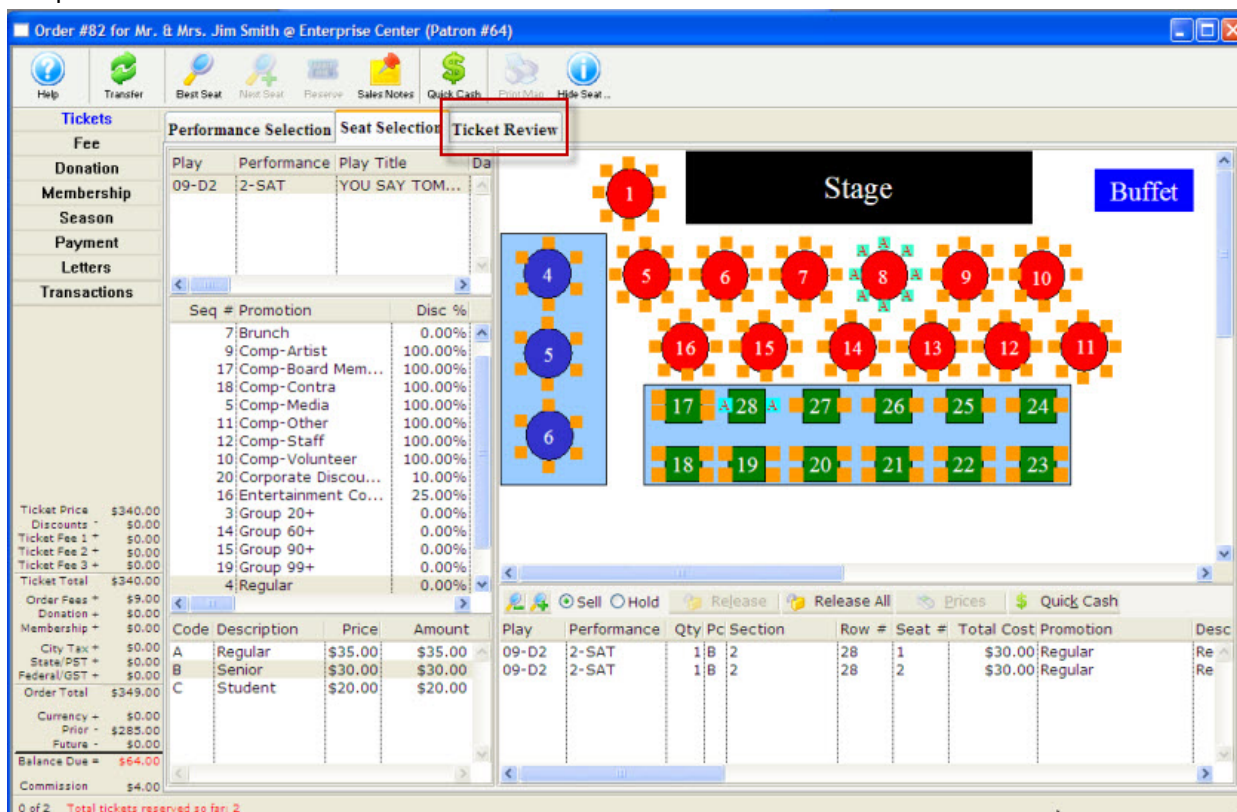 Order #82 for Mr. & Mrs. Jim Smith @ Enterprise Center (Patron #64)
Help Transfer Best Seat Next Seat Reserve Sales Notes Quick Cash Print Map Hide Seat...
Tickets
Fee
Donation
Membership
Season
Payment
Letters
Transactions
Ticket Price $340.00
Discounts - $0.00
Ticket Fee 1 + $0.00
Ticket Fee 2 + $0.00
Ticket Fee 3 + $0.00
Ticket Total $340.00
Order Fees + $9.00
Donation + $0.00
Membership + $0.00
City Tax + $0.00
State/PST + $0.00
Federal/GST + $0.00
Order Total $349.00
Currency + $0.00
Prior - $285.00
Future - $0.00
Balance Due = $64.00
Commission $4.00
Performance Selection Seat Selection Ticket Review
Play Performance Play Title Da
09-D2 2-SAT YOU SAY TOM...
Seq # Promotion Disc %
7 Brunch 0.00%
9 Comp-Artist 100.00%
17 Comp-Board Mem... 100.00%
18 Comp-Contra 100.00%
5 Comp-Media 100.00%
11 Comp-Other 100.00%
12 Comp-Staff 100.00%
10 Comp-Volunteer 100.00%
20 Corporate Discou... 10.00%
16 Entertainment Co... 25.00%
3 Group 20+ 0.00%
14 Group 60+ 0.00%
15 Group 90+ 0.00%
19 Group 99+ 0.00%
4 Regular 0.00%
Code Description Price Amount
A Regular $35.00 $35.00
B Senior $30.00 $30.00
C Student $20.00 $20.00
1 Stage Buffet
A A A
4 5 6 7 A 8 A 9 10
A A A
5 16 15 14 13 12 11
17 A 28 A 27 26 25 24
6
18 19 20 21 22 23
Sell Hold Release Release All Prices Quick Cash
Play Performance Qty Pc Section Row # Seat # Total Cost Promotion Desc
09-D2 2-SAT 1 B 2 28 1 $30.00 Regular Re
09-D2 2-SAT 1 B 2 28 2 $30.00 Regular Re
0 of 2 Total tickets reserved so far: 2